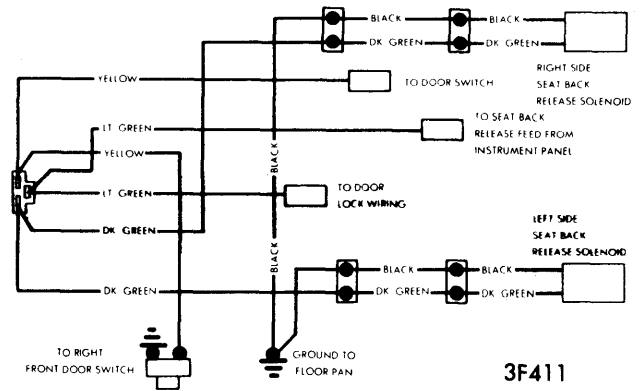 BLACK BLACK
DK GREEN DK GREEN
RIGHT SIDE
SEAT BACK
RELEASE SOLENOID
YELLOW
TO DOOR SWITCH
LT GREEN
TO SEAT BACK
RELEASE FEED FROM
INSTRUMENT PANEL
YELLOW
BLACK
LT GREEN
TO DOOR
LOCK WIRING
DK GREEN
LEFT SIDE
SEAT BACK
RELEASE SOLENOID
BLACK
BLACK BLACK
DK GREEN
DK GREEN DK GREEN
TO RIGHT
FRONT DOOR SWITCH
GROUND TO
FLOOR PAN
3F411